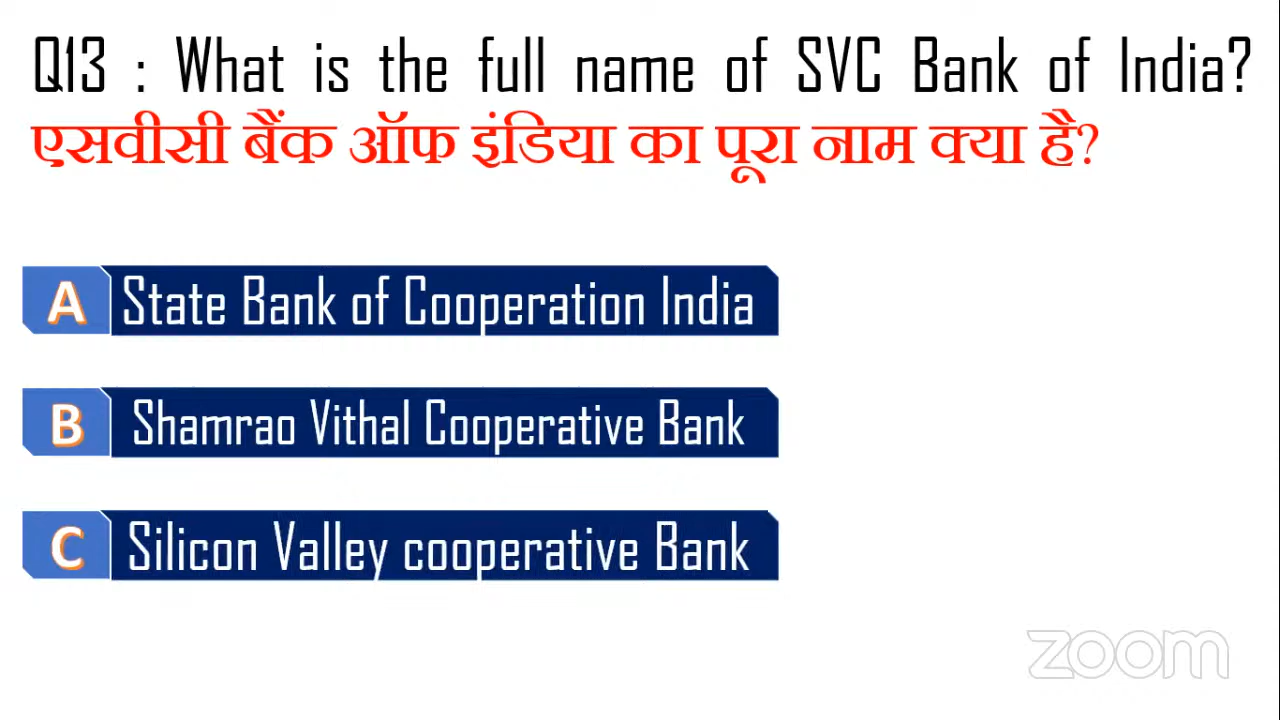 Q13 : What is the full name of SVC Bank of India?
एसवीसी बैंक ऑफ इंडिया का पूरा नाम क्या है?
A State Bank of Cooperation India
B Shamrao Vithal Cooperative Bank
C Silicon Valley cooperative Bank
zoom